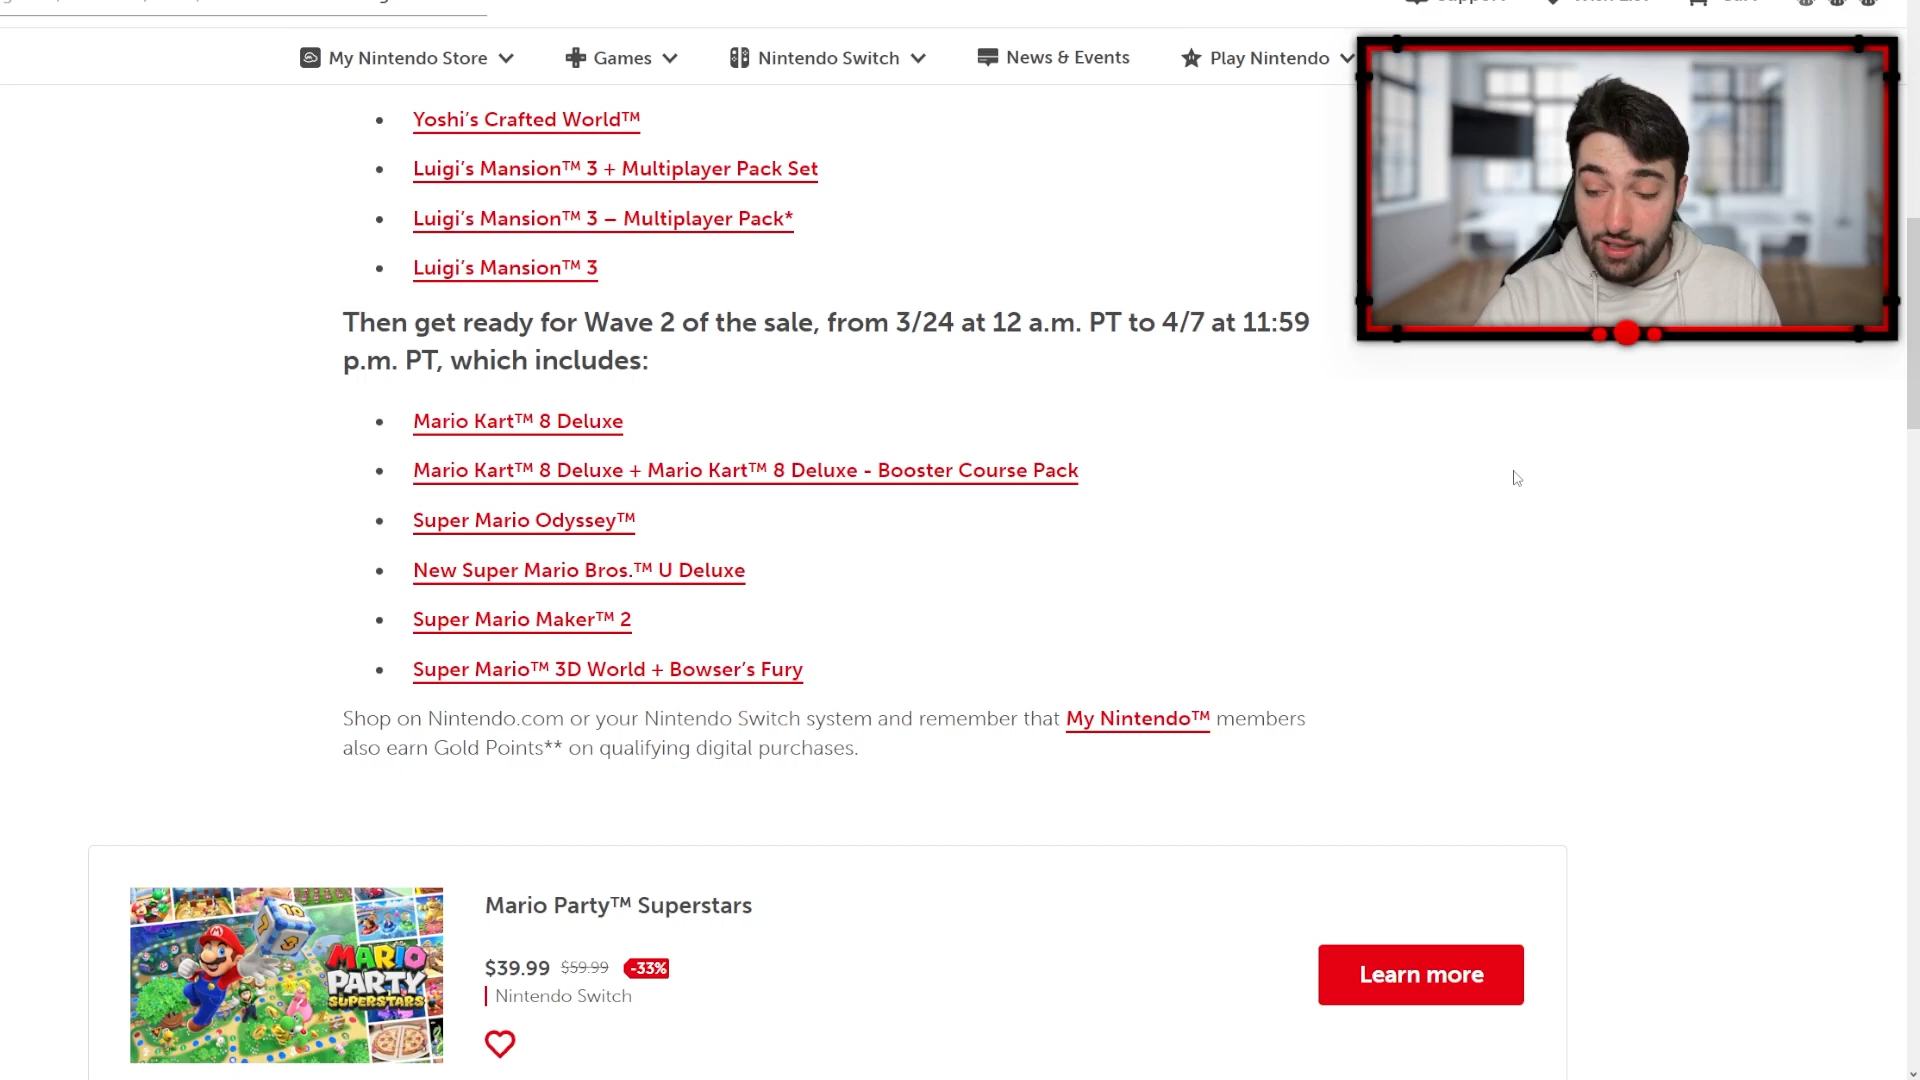 My Nintendo Store
Games
Nintendo Switch
News & Events
Play Nintendo
Yoshi's Crafted World™
Luigi's Mansion™ 3 + Multiplayer Pack Set
Luigi's Mansion™ 3 – Multiplayer Pack*
Luigi's Mansion™ 3
Then get ready for Wave 2 of the sale, from 3/24 at 12 a.m. PT to 4/7 at 11:59
p.m. PT, which includes:
Mario Kart™ 8 Deluxe
Mario Kart™ 8 Deluxe + Mario Kart™ 8 Deluxe - Booster Course Pack
Super Mario Odyssey™
New Super Mario Bros.™ U Deluxe
Super Mario Maker™ 2
Super Mario™ 3D World + Bowser's Fury
Shop on Nintendo.com or your Nintendo Switch system and remember that My Nintendo™ members
also earn Gold Points** on qualifying digital purchases.
Mario Party™ Superstars
$39.99 $59.99 -33%
Nintendo Switch
Learn more
10
3
MARIO
PARTY
SUPERSTARS